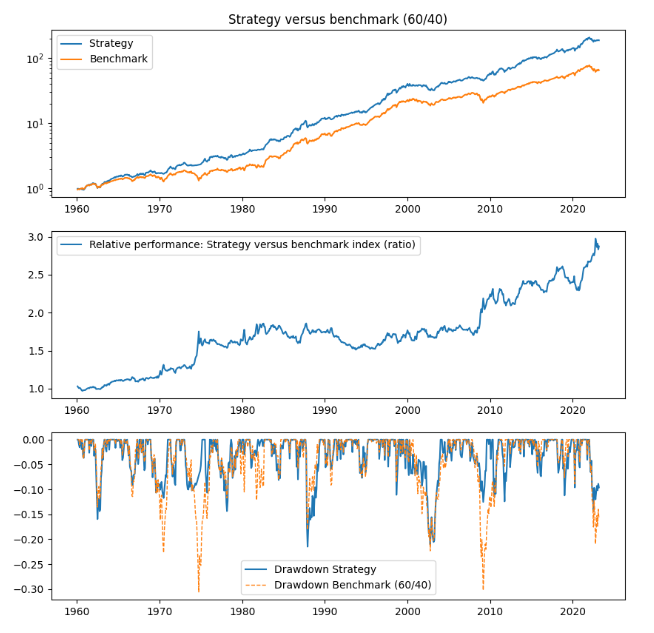 Strategy versus benchmark (60/40)
Strategy
Benchmark
10²
10¹
10⁰
1960 1970 1980 1990 2000 2010 2020
Relative performance: Strategy versus benchmark index (ratio)
3.0
2.5
2.0
1.5
1.0
1960 1970 1980 1990 2000 2010 2020
0.00
−0.05
−0.10
−0.15
−0.20
−0.25
−0.30
Drawdown Strategy
Drawdown Benchmark (60/40)
1960 1970 1980 1990 2000 2010 2020